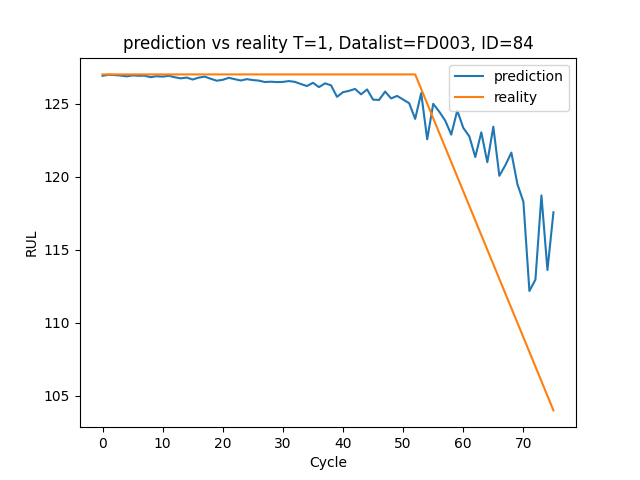 prediction vs reality T=1, Datalist=FD003, ID=84
prediction
reality
125
120
115
110
105
RUL
0 10 20 30 40 50 60 70
Cycle